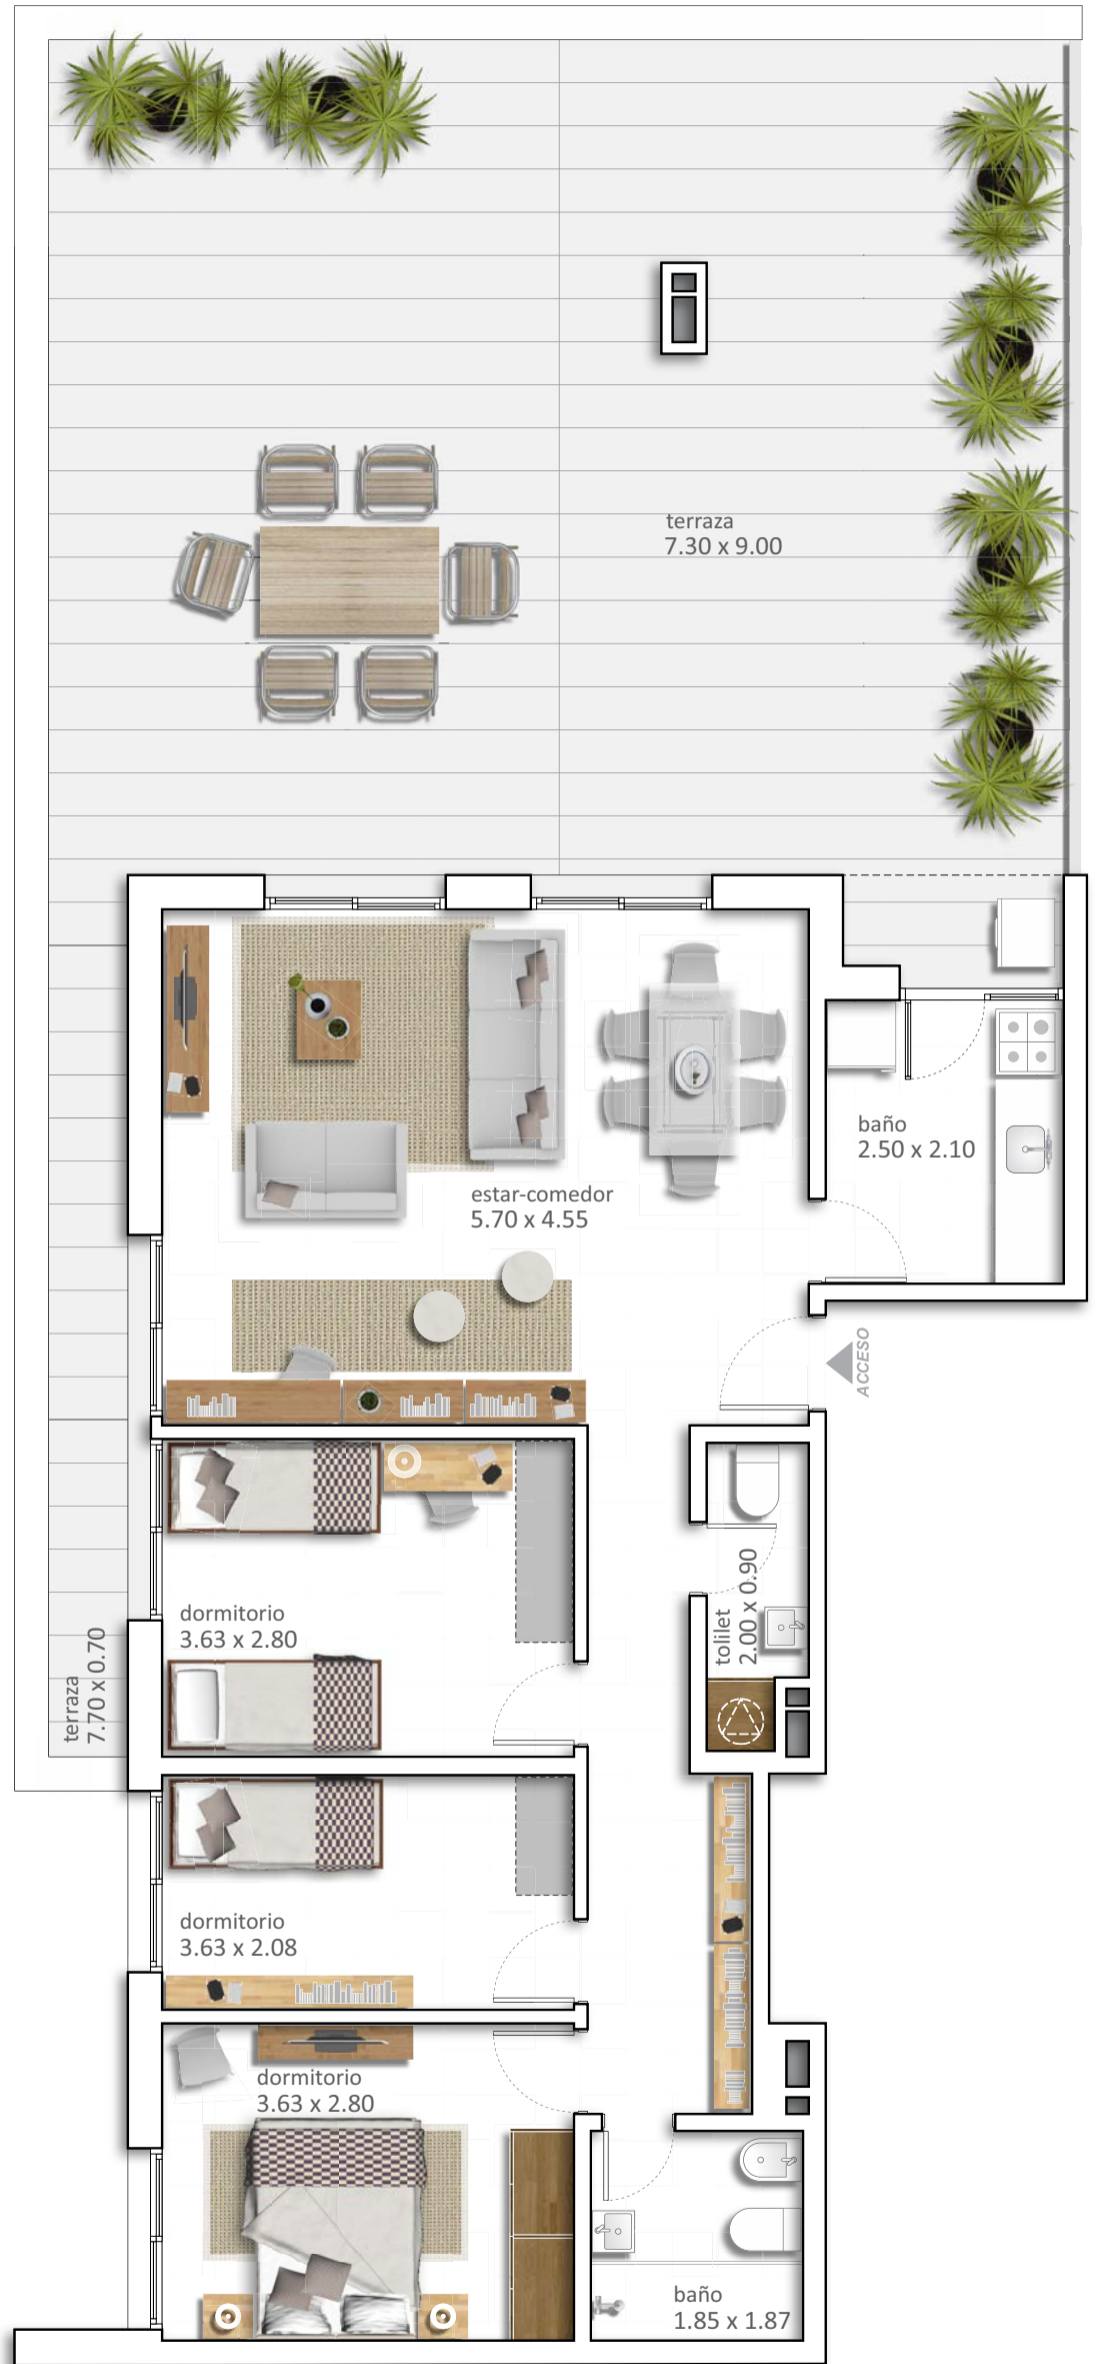 terraza
7.30 x 9.00
baño
2.50 x 2.10
estar-comedor
5.70 x 4.55
ACCESO
tolilet
2.00 x 0.90
dormitorio
3.63 x 2.80
terraza
7.70 x 0.70
dormitorio
3.63 x 2.08
dormitorio
3.63 x 2.80
baño
1.85 x 1.87